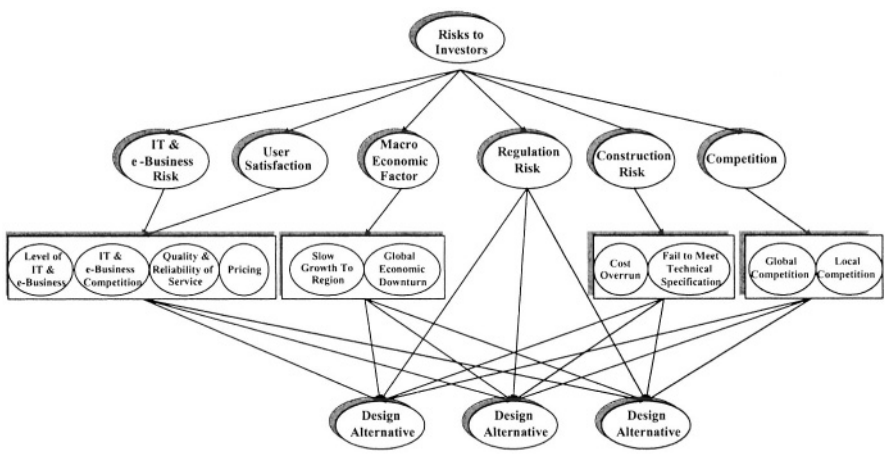 Risks to
Investors
IT &
e -Business
Risk
User
Satisfaction
Macro
Economic
Factor
Regulation
Risk
Construction
Risk
Competition
Level of
IT &
e-Business
IT &
e-Business
Competition
Quality &
Reliability of
Service
Pricing
Slow
Growth To
Region
Global
Economic
Downturn
Cost
Overrun
Fail to Meet
Technical
Specification
Global
Competition
Local
Competition
Design
Alternative
Design
Alternative
Design
Alternative